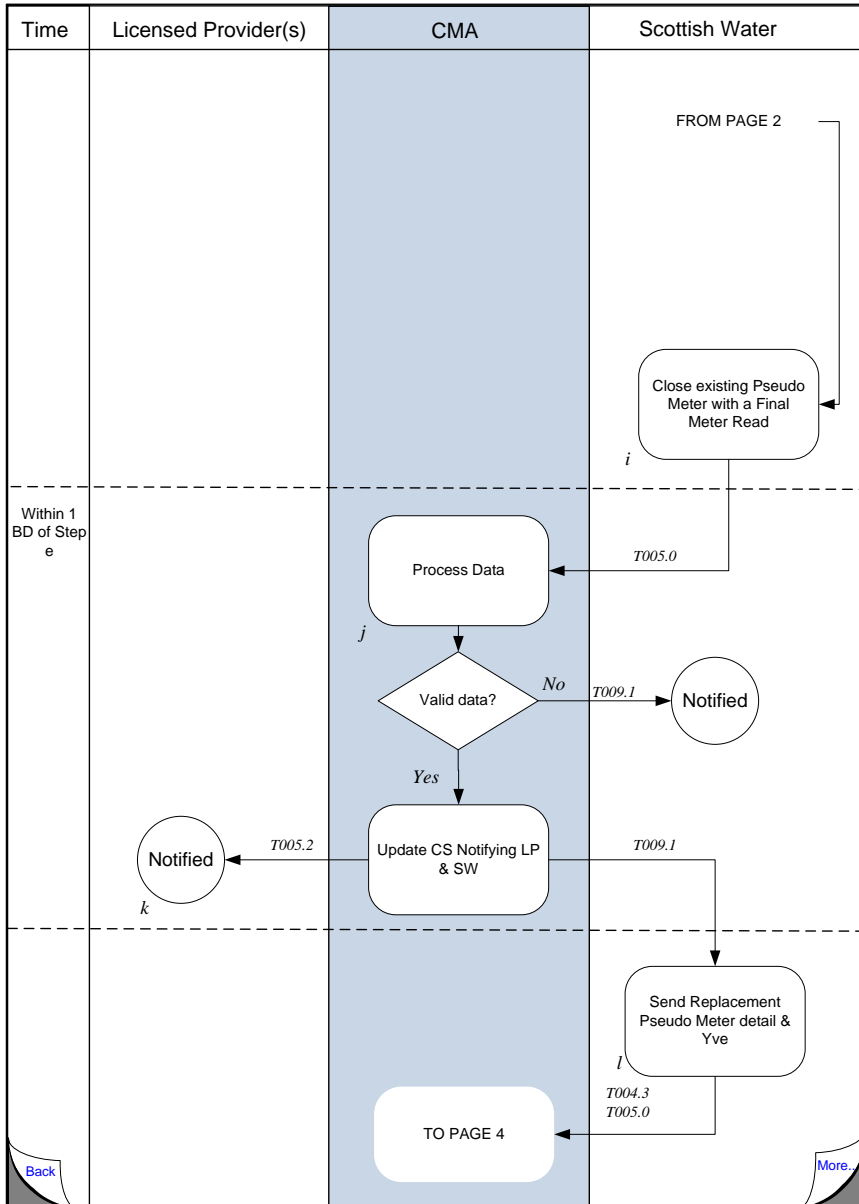 Time
Licensed Provider(s)
CMA
Scottish Water
FROM PAGE 2
Close existing Pseudo
Meter with a Final
Meter Read
i
Within 1
BD of Step
e
Process Data
T005.0
j
Valid data?
No
T009.1
Notified
Yes
Notified
T005.2
Update CS Notifying LP
& SW
T009.1
k
Send Replacement
Pseudo Meter detail &
Yve
l
T004.3
T005.0
TO PAGE 4
Back
More..